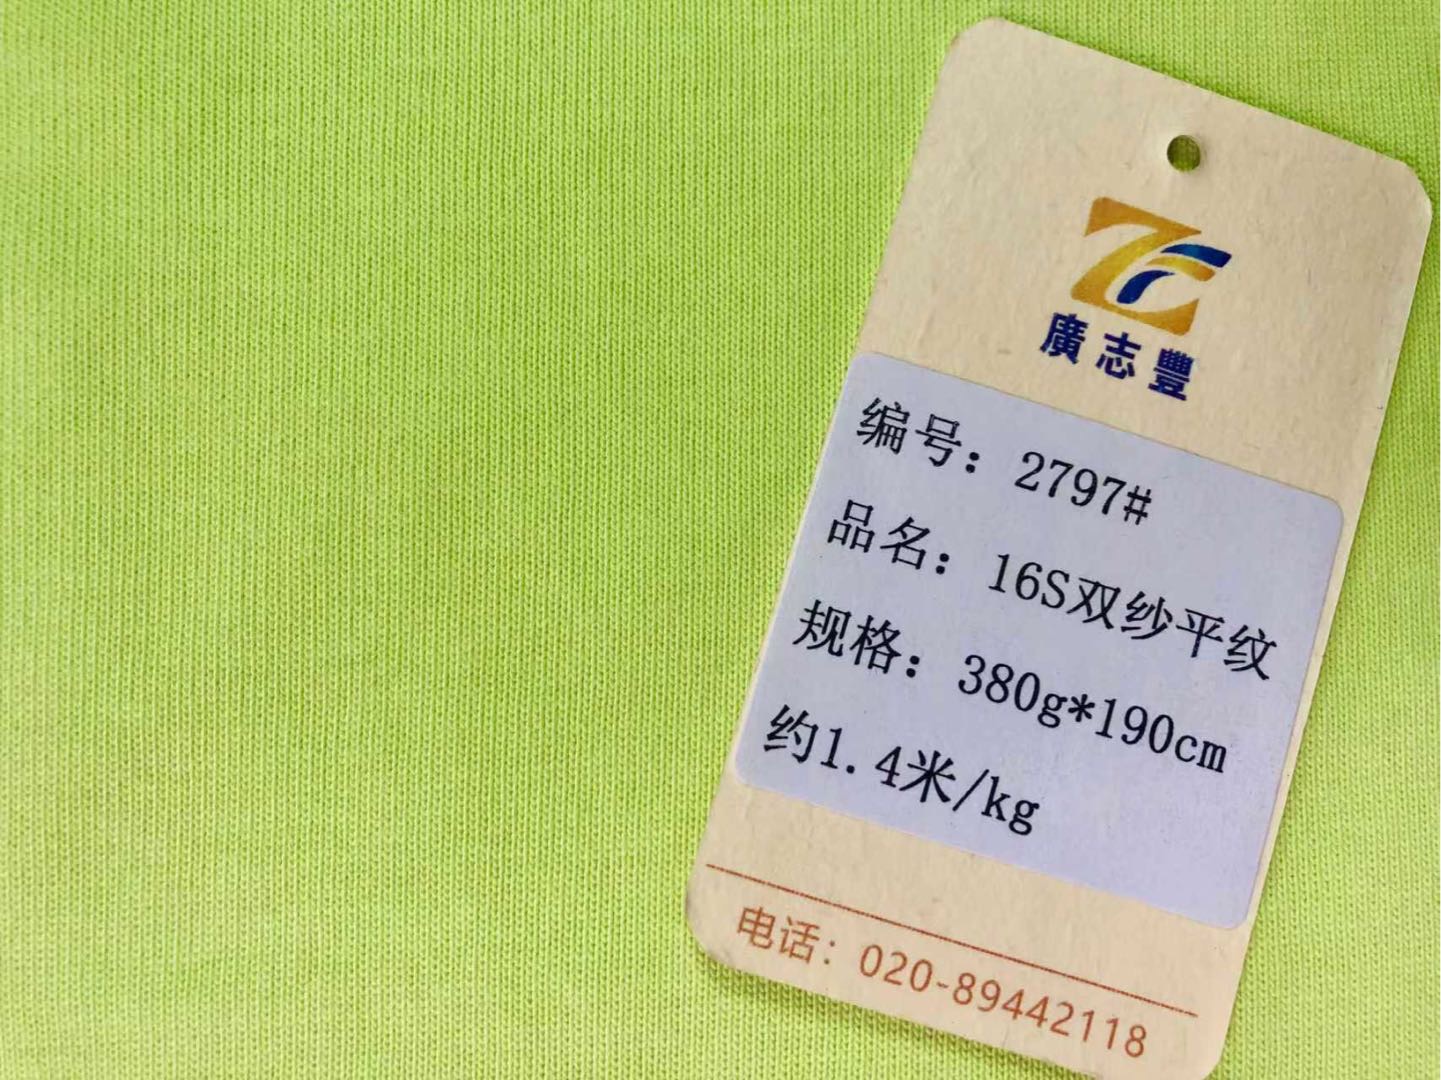 廣志豐
编号：2797#
品名：16S双纱平纹
规格：380g*190cm
约1.4米/kg
电话：020-89442118